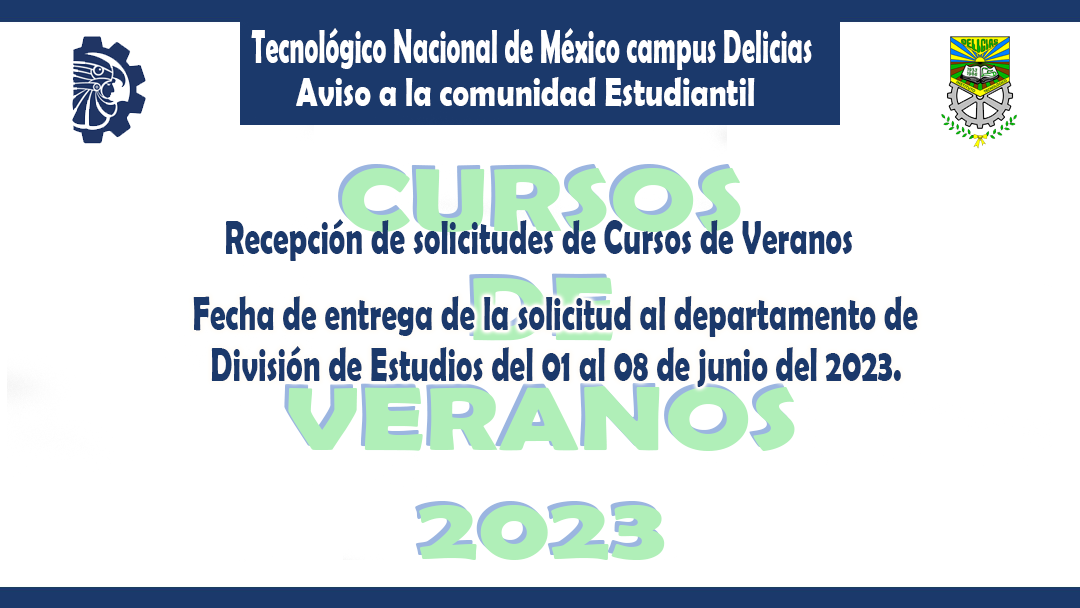 Tecnológico Nacional de México campus Delicias
Aviso a la comunidad Estudiantil
DELICIAS
CURSOS
Recepción de solicitudes de Cursos de Veranos
DE
Fecha de entrega de la solicitud al departamento de
División de Estudios del 01 al 08 de junio del 2023.
VERANOS
2023